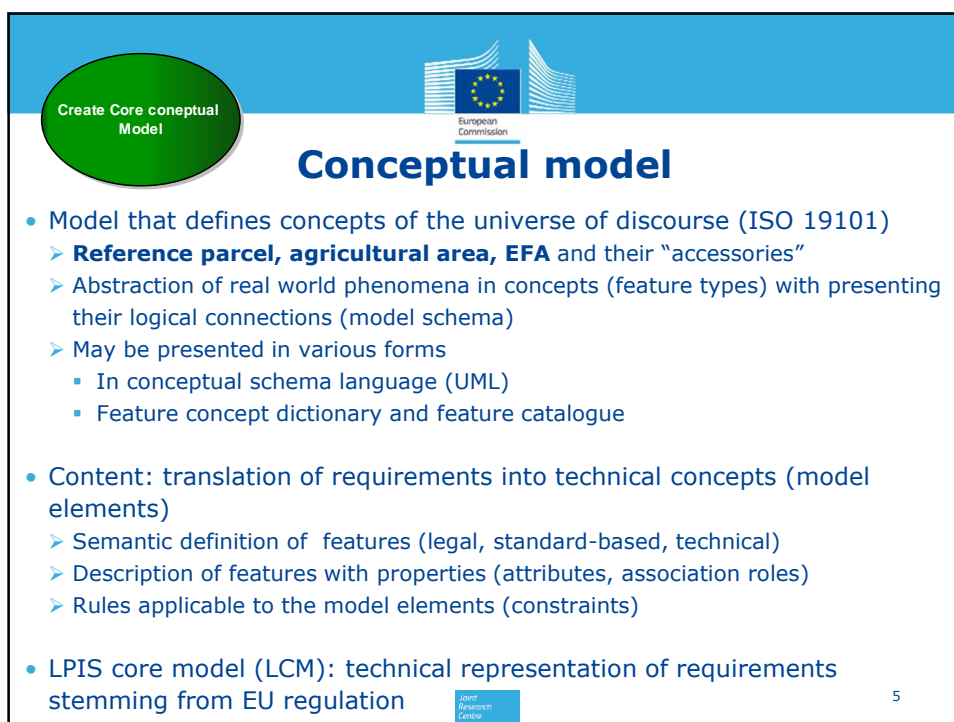 Create Core coneptual
Model
European
Commission
Conceptual model
• Model that defines concepts of the universe of discourse (ISO 19101)
➢ Reference parcel, agricultural area, EFA and their “accessories”
➢ Abstraction of real world phenomena in concepts (feature types) with presenting
their logical connections (model schema)
➢ May be presented in various forms
▪ In conceptual schema language (UML)
▪ Feature concept dictionary and feature catalogue
• Content: translation of requirements into technical concepts (model
elements)
➢ Semantic definition of features (legal, standard-based, technical)
➢ Description of features with properties (attributes, association roles)
➢ Rules applicable to the model elements (constraints)
• LPIS core model (LCM): technical representation of requirements
stemming from EU regulation
Joint
Research
Centre
5